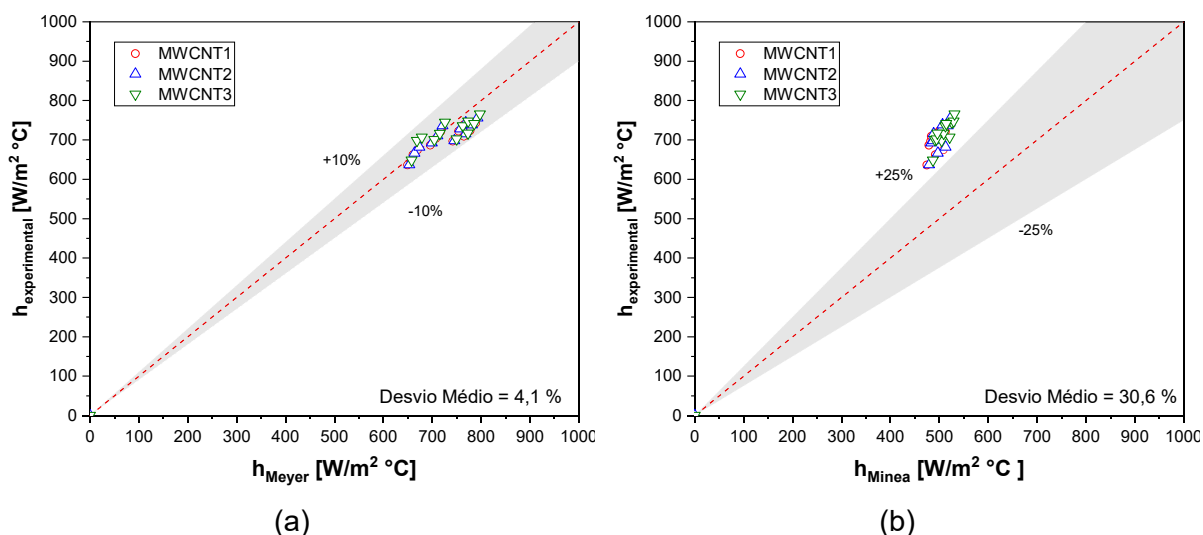 1000
900
800
700
600
500
400
300
200
100
0
h_experimental [W/m² °C]
MWCNT1
MWCNT2
MWCNT3
+10%
-10%
Desvio Médio = 4,1 %
0 100 200 300 400 500 600 700 800 900 1000
h_Meyer [W/m² °C]
(a)
1000
900
800
700
600
500
400
300
200
100
0
h_experimental [W/m² °C]
MWCNT1
MWCNT2
MWCNT3
+25%
-25%
Desvio Médio = 30,6 %
0 100 200 300 400 500 600 700 800 900 1000
h_Minea [W/m² °C ]
(b)